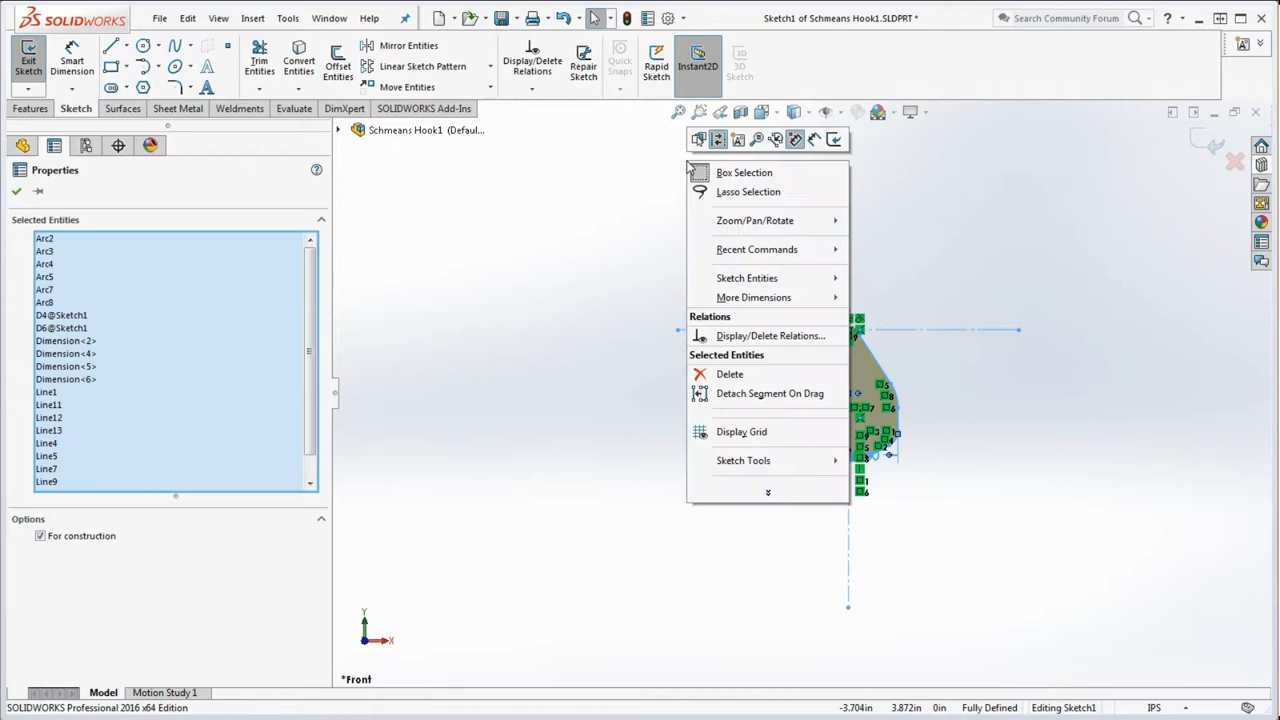 SOLIDWORKS
File Edit View Insert Tools Window Help
Sketch1 of Schmeans Hook1.SLDPRT *
Search Community Forum
Exit Sketch
Smart Dimension
Trim Entities
Convert Entities
Offset Entities
Mirror Entities
Linear Sketch Pattern
Move Entities
Display/Delete Relations
Repair Sketch
Quick Snaps
Rapid Sketch
Instant2D
3D Sketch
Features Sketch Surfaces Sheet Metal Weldments Evaluate DimXpert SOLIDWORKS Add-Ins
Schmeans Hook1 (Defaul...
Properties
Selected Entities
Arc2
Arc3
Arc4
Arc5
Arc7
Arc8
D4@Sketch1
D6@Sketch1
Dimension<2>
Dimension<4>
Dimension<5>
Dimension<6>
Line1
Line11
Line12
Line13
Line4
Line5
Line7
Line9
Options
For construction
Box Selection
Lasso Selection
Zoom/Pan/Rotate
Recent Commands
Sketch Entities
More Dimensions
Relations
Display/Delete Relations...
Selected Entities
Delete
Detach Segment On Drag
Display Grid
Sketch Tools
Y
X
*Front
Model Motion Study 1
SOLIDWORKS Professional 2016 x64 Edition
-3.704in 3.872in 0in Fully Defined Editing Sketch1 IPS